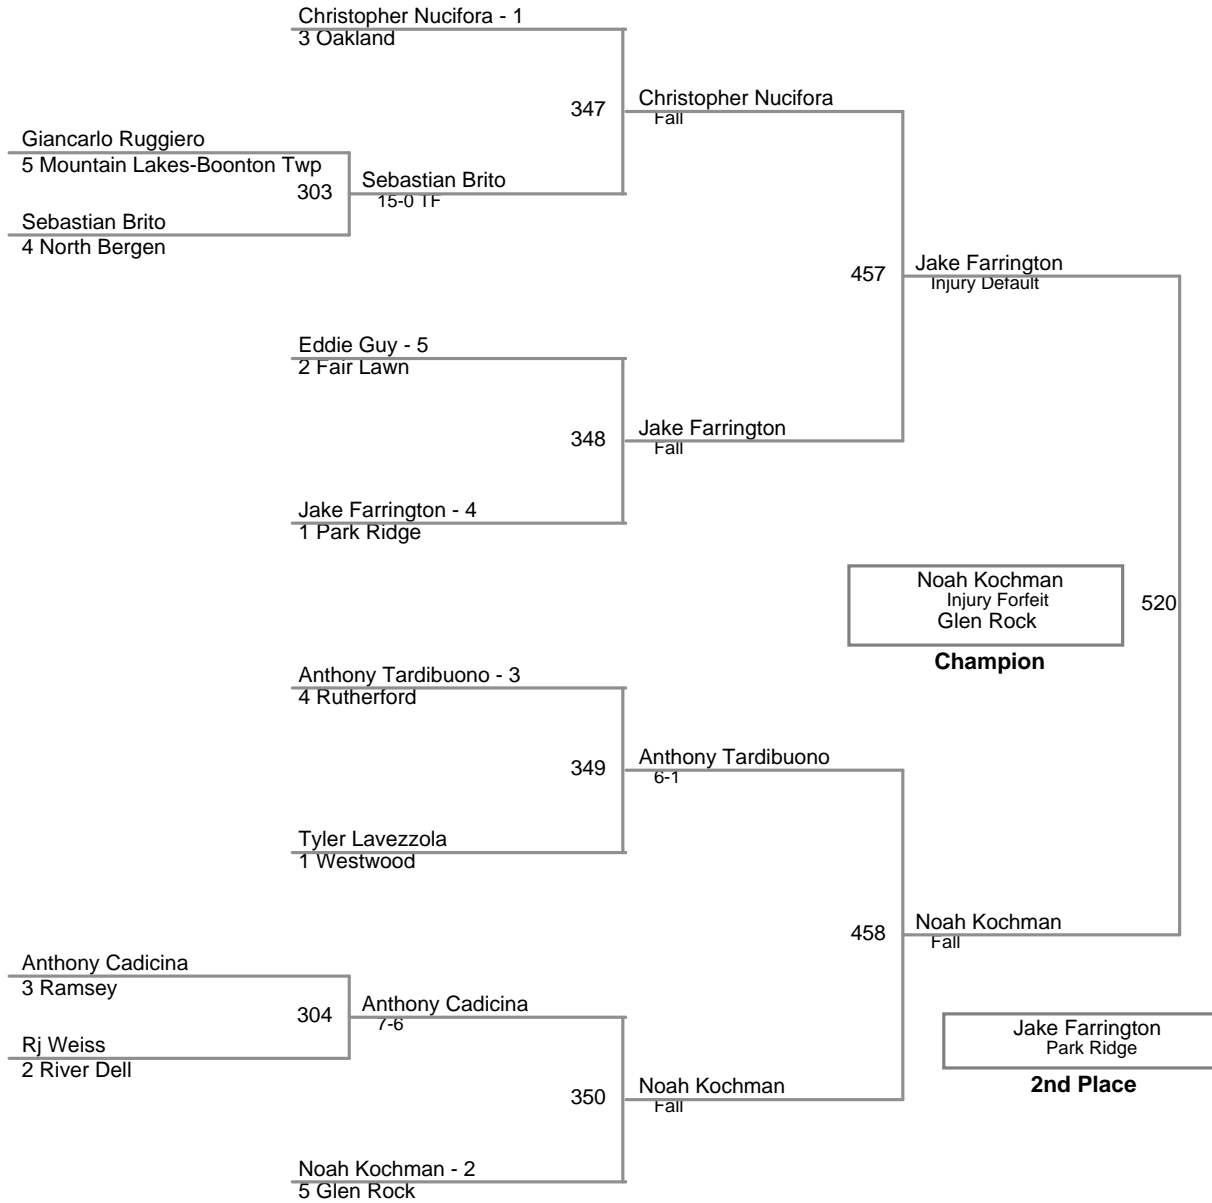 Christopher Nucifora - 1
3 Oakland
347
Christopher Nucifora
Fall
Giancarlo Ruggiero
5 Mountain Lakes-Boonton Twp
303
Sebastian Brito
15-0 TF
Sebastian Brito
4 North Bergen
457
Jake Farrington
Injury Default
Eddie Guy - 5
2 Fair Lawn
348
Jake Farrington
Fall
Jake Farrington - 4
1 Park Ridge
Noah Kochman
Injury Forfeit
Glen Rock
520
Champion
Anthony Tardibuono - 3
4 Rutherford
349
Anthony Tardibuono
6-1
Tyler Lavezzola
1 Westwood
458
Noah Kochman
Fall
Anthony Cadicina
3 Ramsey
304
Anthony Cadicina
7-6
Rj Weiss
2 River Dell
Jake Farrington
Park Ridge
2nd Place
350
Noah Kochman
Fall
Noah Kochman - 2
5 Glen Rock